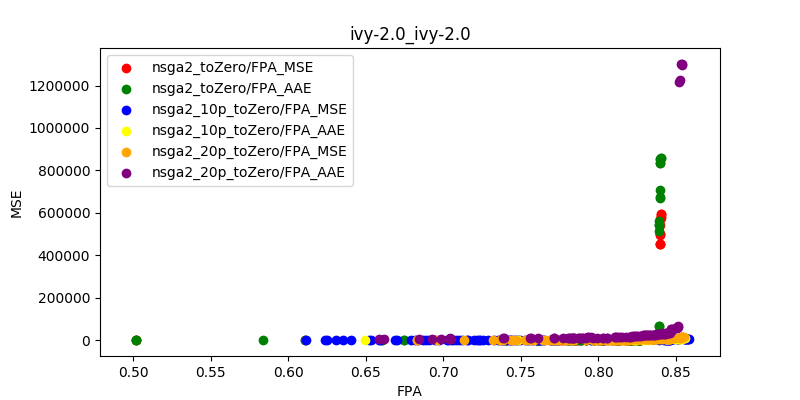 ivy-2.0_ivy-2.0
nsga2_toZero/FPA_MSE
nsga2_toZero/FPA_AAE
nsga2_10p_toZero/FPA_MSE
nsga2_10p_toZero/FPA_AAE
nsga2_20p_toZero/FPA_MSE
nsga2_20p_toZero/FPA_AAE
MSE
1200000
1000000
800000
600000
400000
200000
0
0.50 0.55 0.60 0.65 0.70 0.75 0.80 0.85
FPA